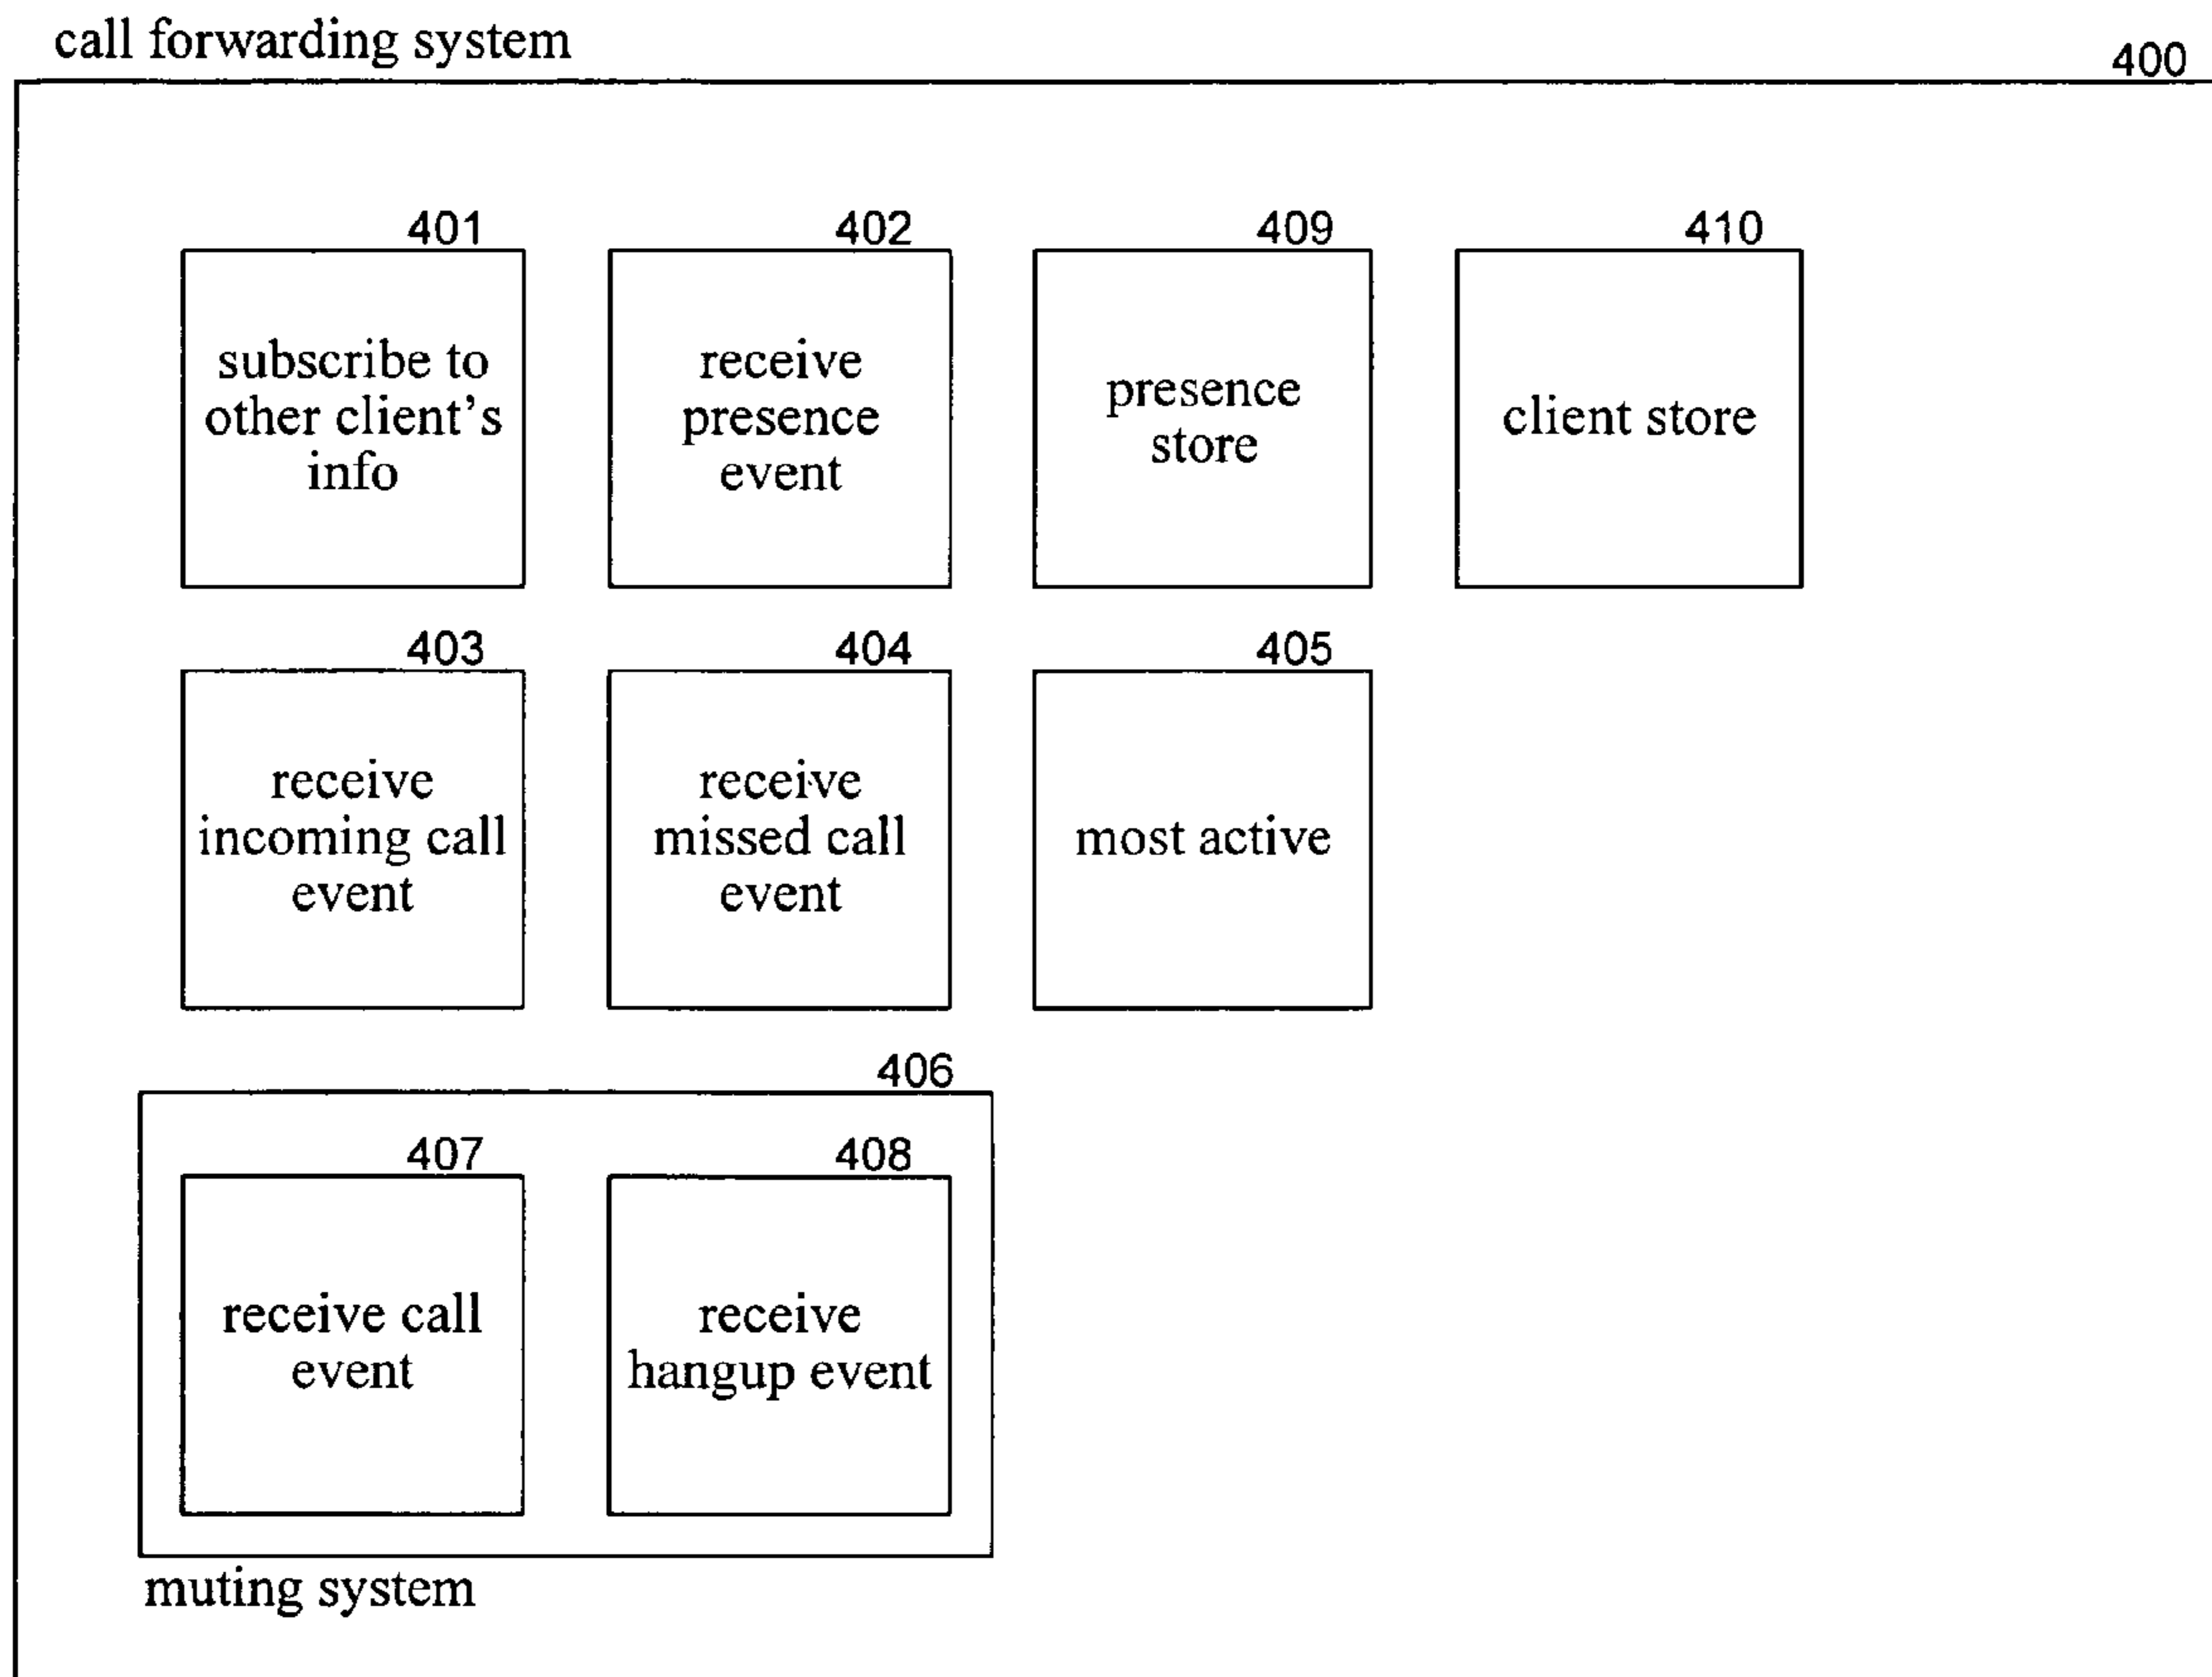 call forwarding system
400
401
subscribe to
other client's
info
402
receive
presence
event
409
presence
store
410
client store
403
receive
incoming call
event
404
receive
missed call
event
405
most active
406
407
receive call
event
408
receive
hangup event
muting system